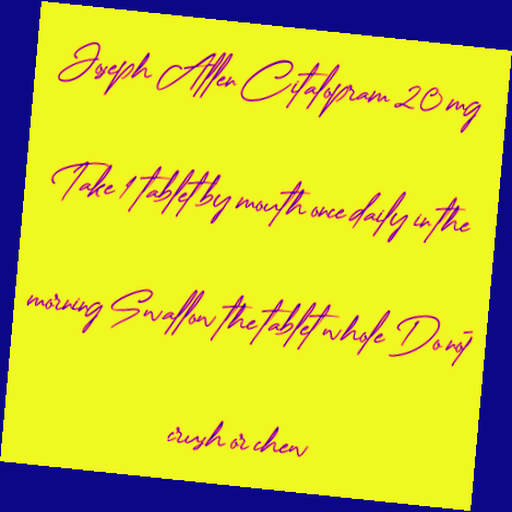 Joseph Allen Citalopram 20 mg
Take 1 tablet by mouth once daily in the
morning Swallow the tablet whole Do not
crush or chew